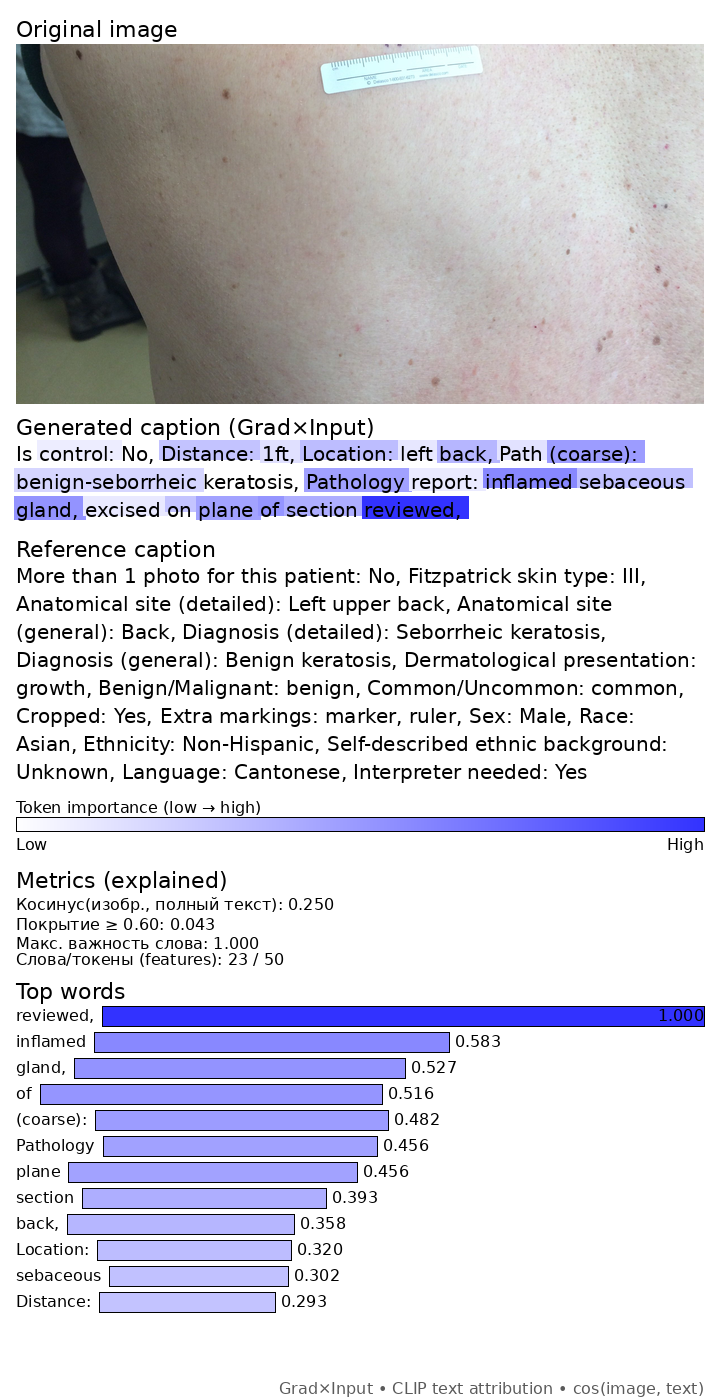 Original image
Generated caption (Grad×Input)
Is control: No, Distance: 1ft, Location: left back, Path (coarse):
benign-seborrheic keratosis, Pathology report: inflamed sebaceous
gland, excised on plane of section reviewed,
Reference caption
More than 1 photo for this patient: No, Fitzpatrick skin type: III,
Anatomical site (detailed): Left upper back, Anatomical site
(general): Back, Diagnosis (detailed): Seborrheic keratosis,
Diagnosis (general): Benign keratosis, Dermatological presentation:
growth, Benign/Malignant: benign, Common/Uncommon: common,
Cropped: Yes, Extra markings: marker, ruler, Sex: Male, Race:
Asian, Ethnicity: Non-Hispanic, Self-described ethnic background:
Unknown, Language: Cantonese, Interpreter needed: Yes
Token importance (low → high)
Low High
Metrics (explained)
Косинус(изобр., полный текст): 0.250
Покрытие ≥ 0.60: 0.043
Макс. важность слова: 1.000
Слова/токены (features): 23 / 50
Top words
reviewed, 1.000
inflamed 0.583
gland, 0.527
of 0.516
(coarse): 0.482
Pathology 0.456
plane 0.456
section 0.393
back, 0.358
Location: 0.320
sebaceous 0.302
Distance: 0.293
Grad×Input • CLIP text attribution • cos(image, text)